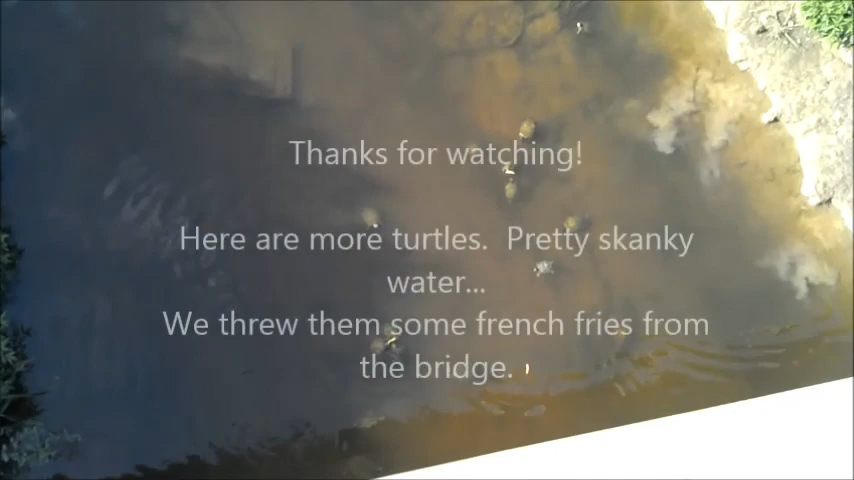 Thanks for watching!
Here are more turtles.  Pretty skanky
water...
We threw them some french fries from
the bridge.